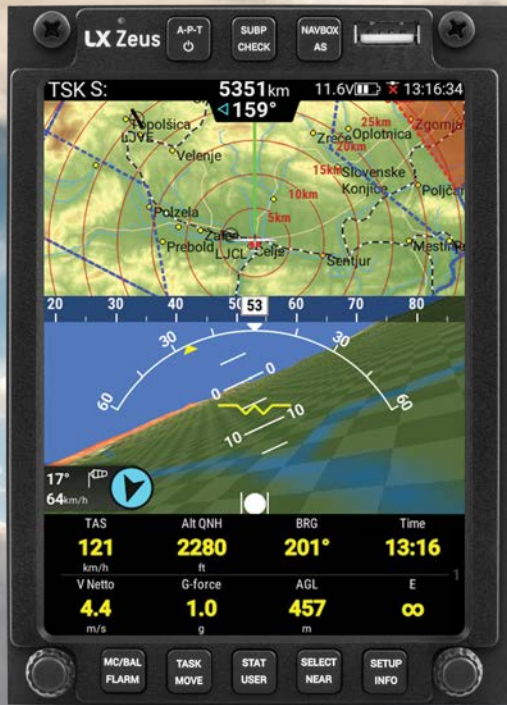 LX Zeus
A-P-T
SUBP
CHECK
NAVBOX
AS
TSK S:
5351km
11.6V
13:16:34
159°
25km
Topolšica
LJVE
Zreče
Oplotnica
Zgornja
20km
Velenje
15km
Slovenske
Konjice
Poljčan
10km
Polzela
5km
Žalec
Prebold
LJCL
Celje
Šentjur
Mestin
20
30
40
53
60
70
80
30
30
60
60
0
0
10
10
17°
64km/h
TAS
Alt QNH
BRG
Time
121
2280
201°
13:16
km/h
ft
V Netto
G-force
AGL
E
1
4.4
1.0
457
∞
m/s
g
m
MC/BAL
FLARM
TASK
MOVE
STAT
USER
SELECT
NEAR
SETUP
INFO